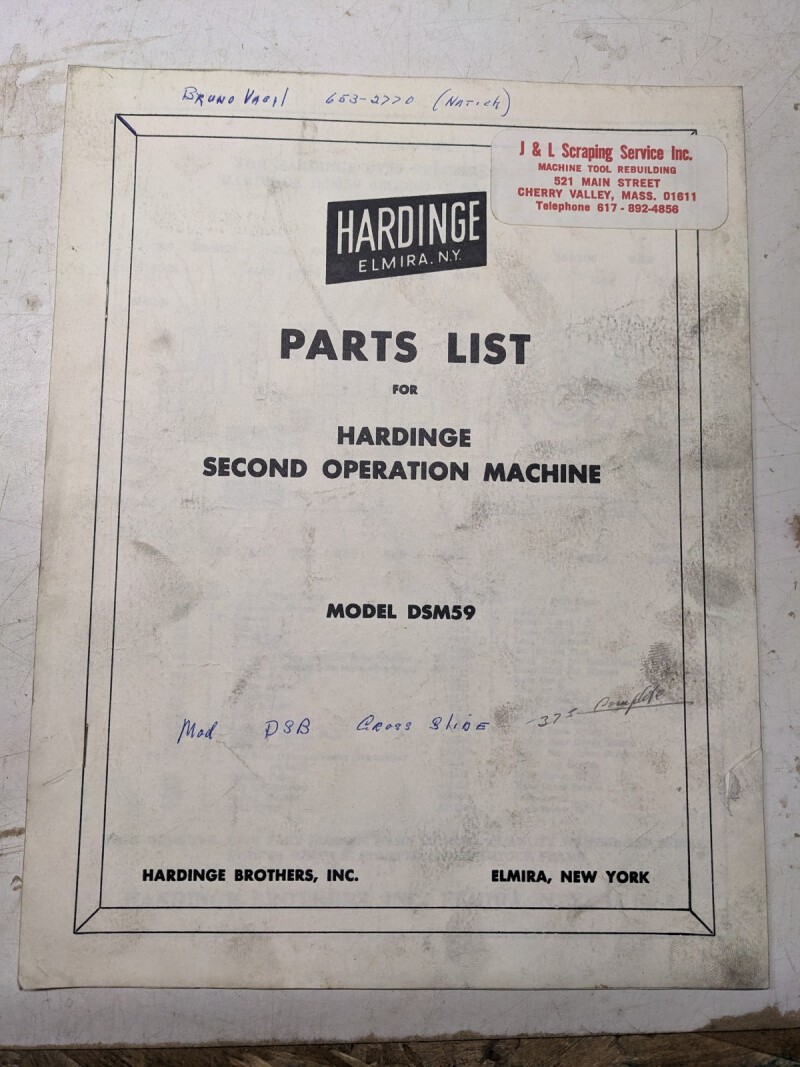 Bruno 653-2770 (Natick)
J & L Scraping Service Inc.
MACHINE TOOL REBUILDING
521 MAIN STREET
CHERRY VALLEY, MASS. 01611
Telephone 617 - 892-4856
HARDINGE
ELMIRA. N.Y.
PARTS LIST
FOR
HARDINGE
SECOND OPERATION MACHINE
MODEL DSM59
Mod DSB Cross Slide 375 Complete
HARDINGE BROTHERS, INC. ELMIRA, NEW YORK